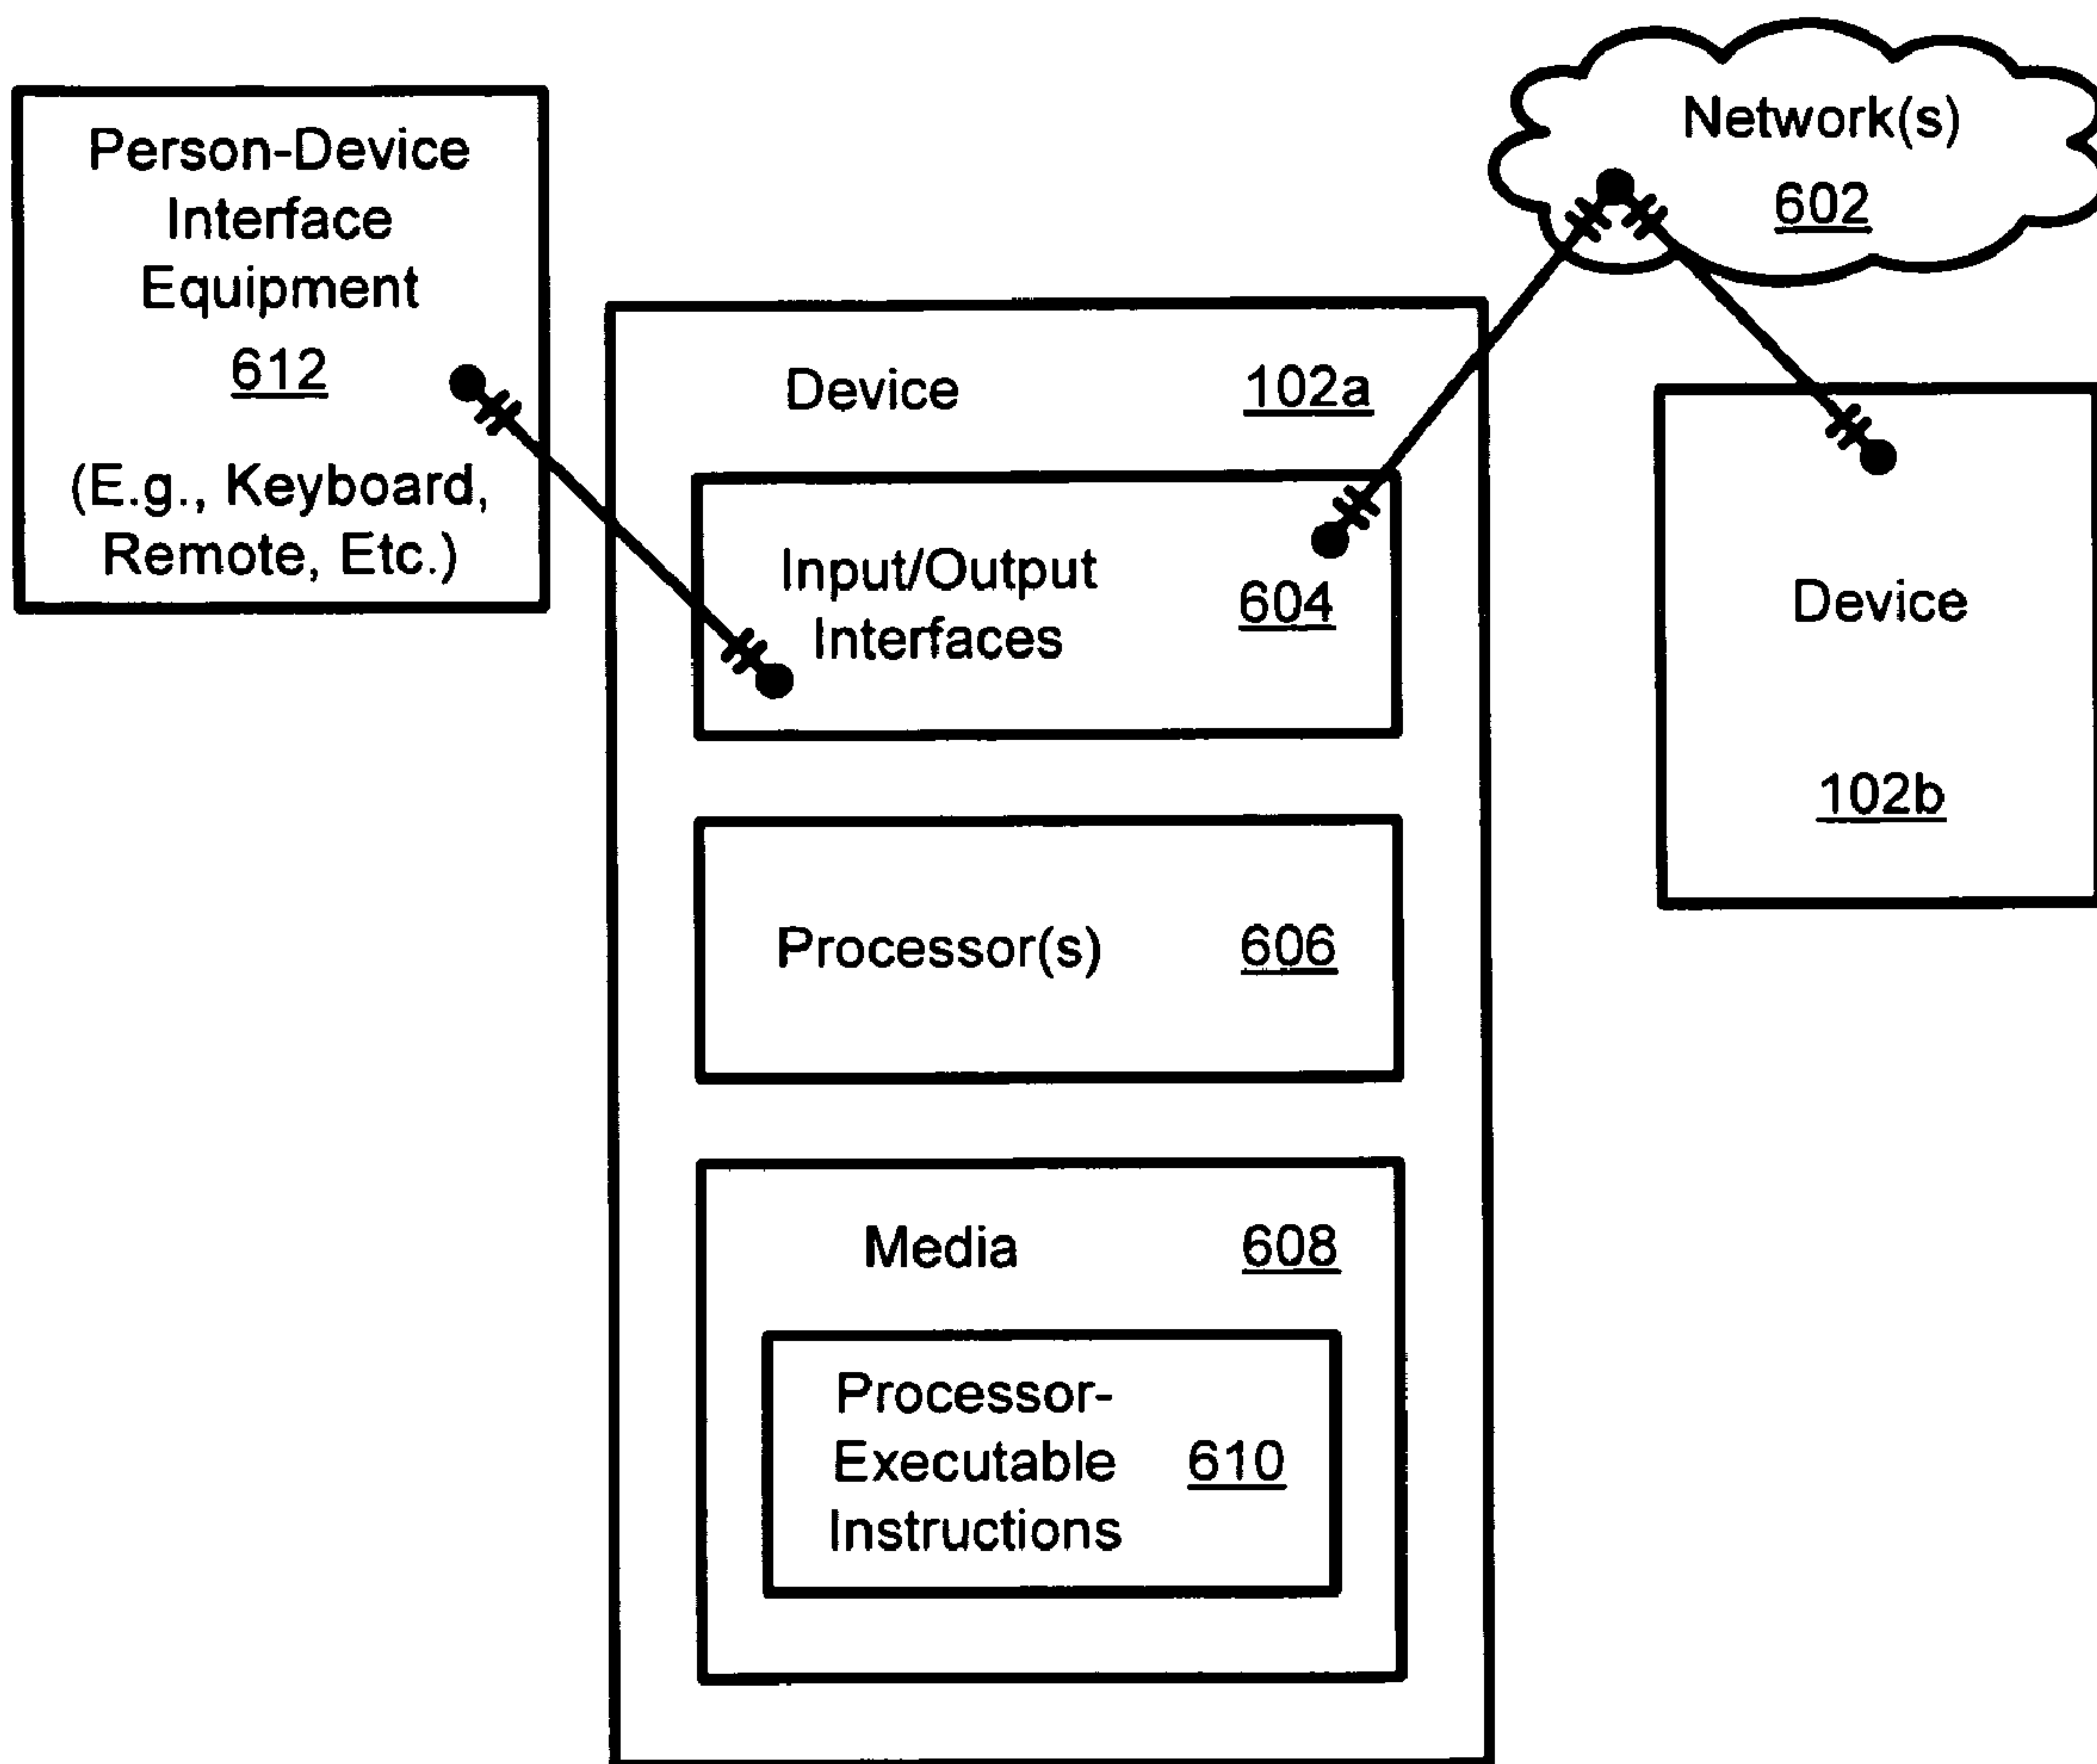 Person-Device
Interface
Equipment
612
(E.g., Keyboard,
Remote, Etc.)
Network(s)
602
Device 102a
Input/Output
Interfaces
604
Device
102b
Processor(s) 606
Media 608
Processor-
Executable
Instructions
610